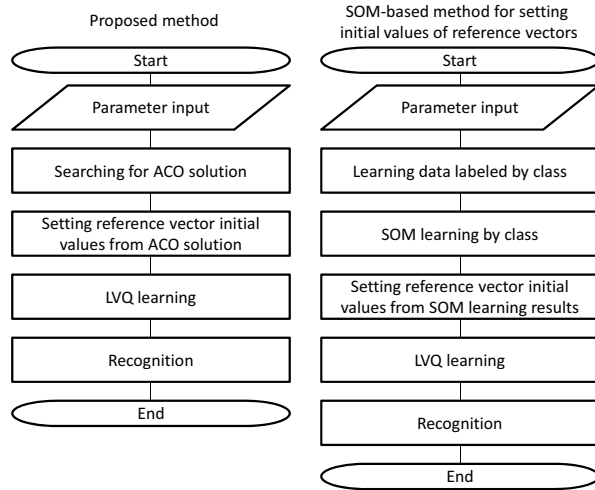 Proposed method
Start
Parameter input
Searching for ACO solution
Setting reference vector initial
values from ACO solution
LVQ learning
Recognition
End
SOM-based method for setting
initial values of reference vectors
Start
Parameter input
Learning data labeled by class
SOM learning by class
Setting reference vector initial
values from SOM learning results
LVQ learning
Recognition
End